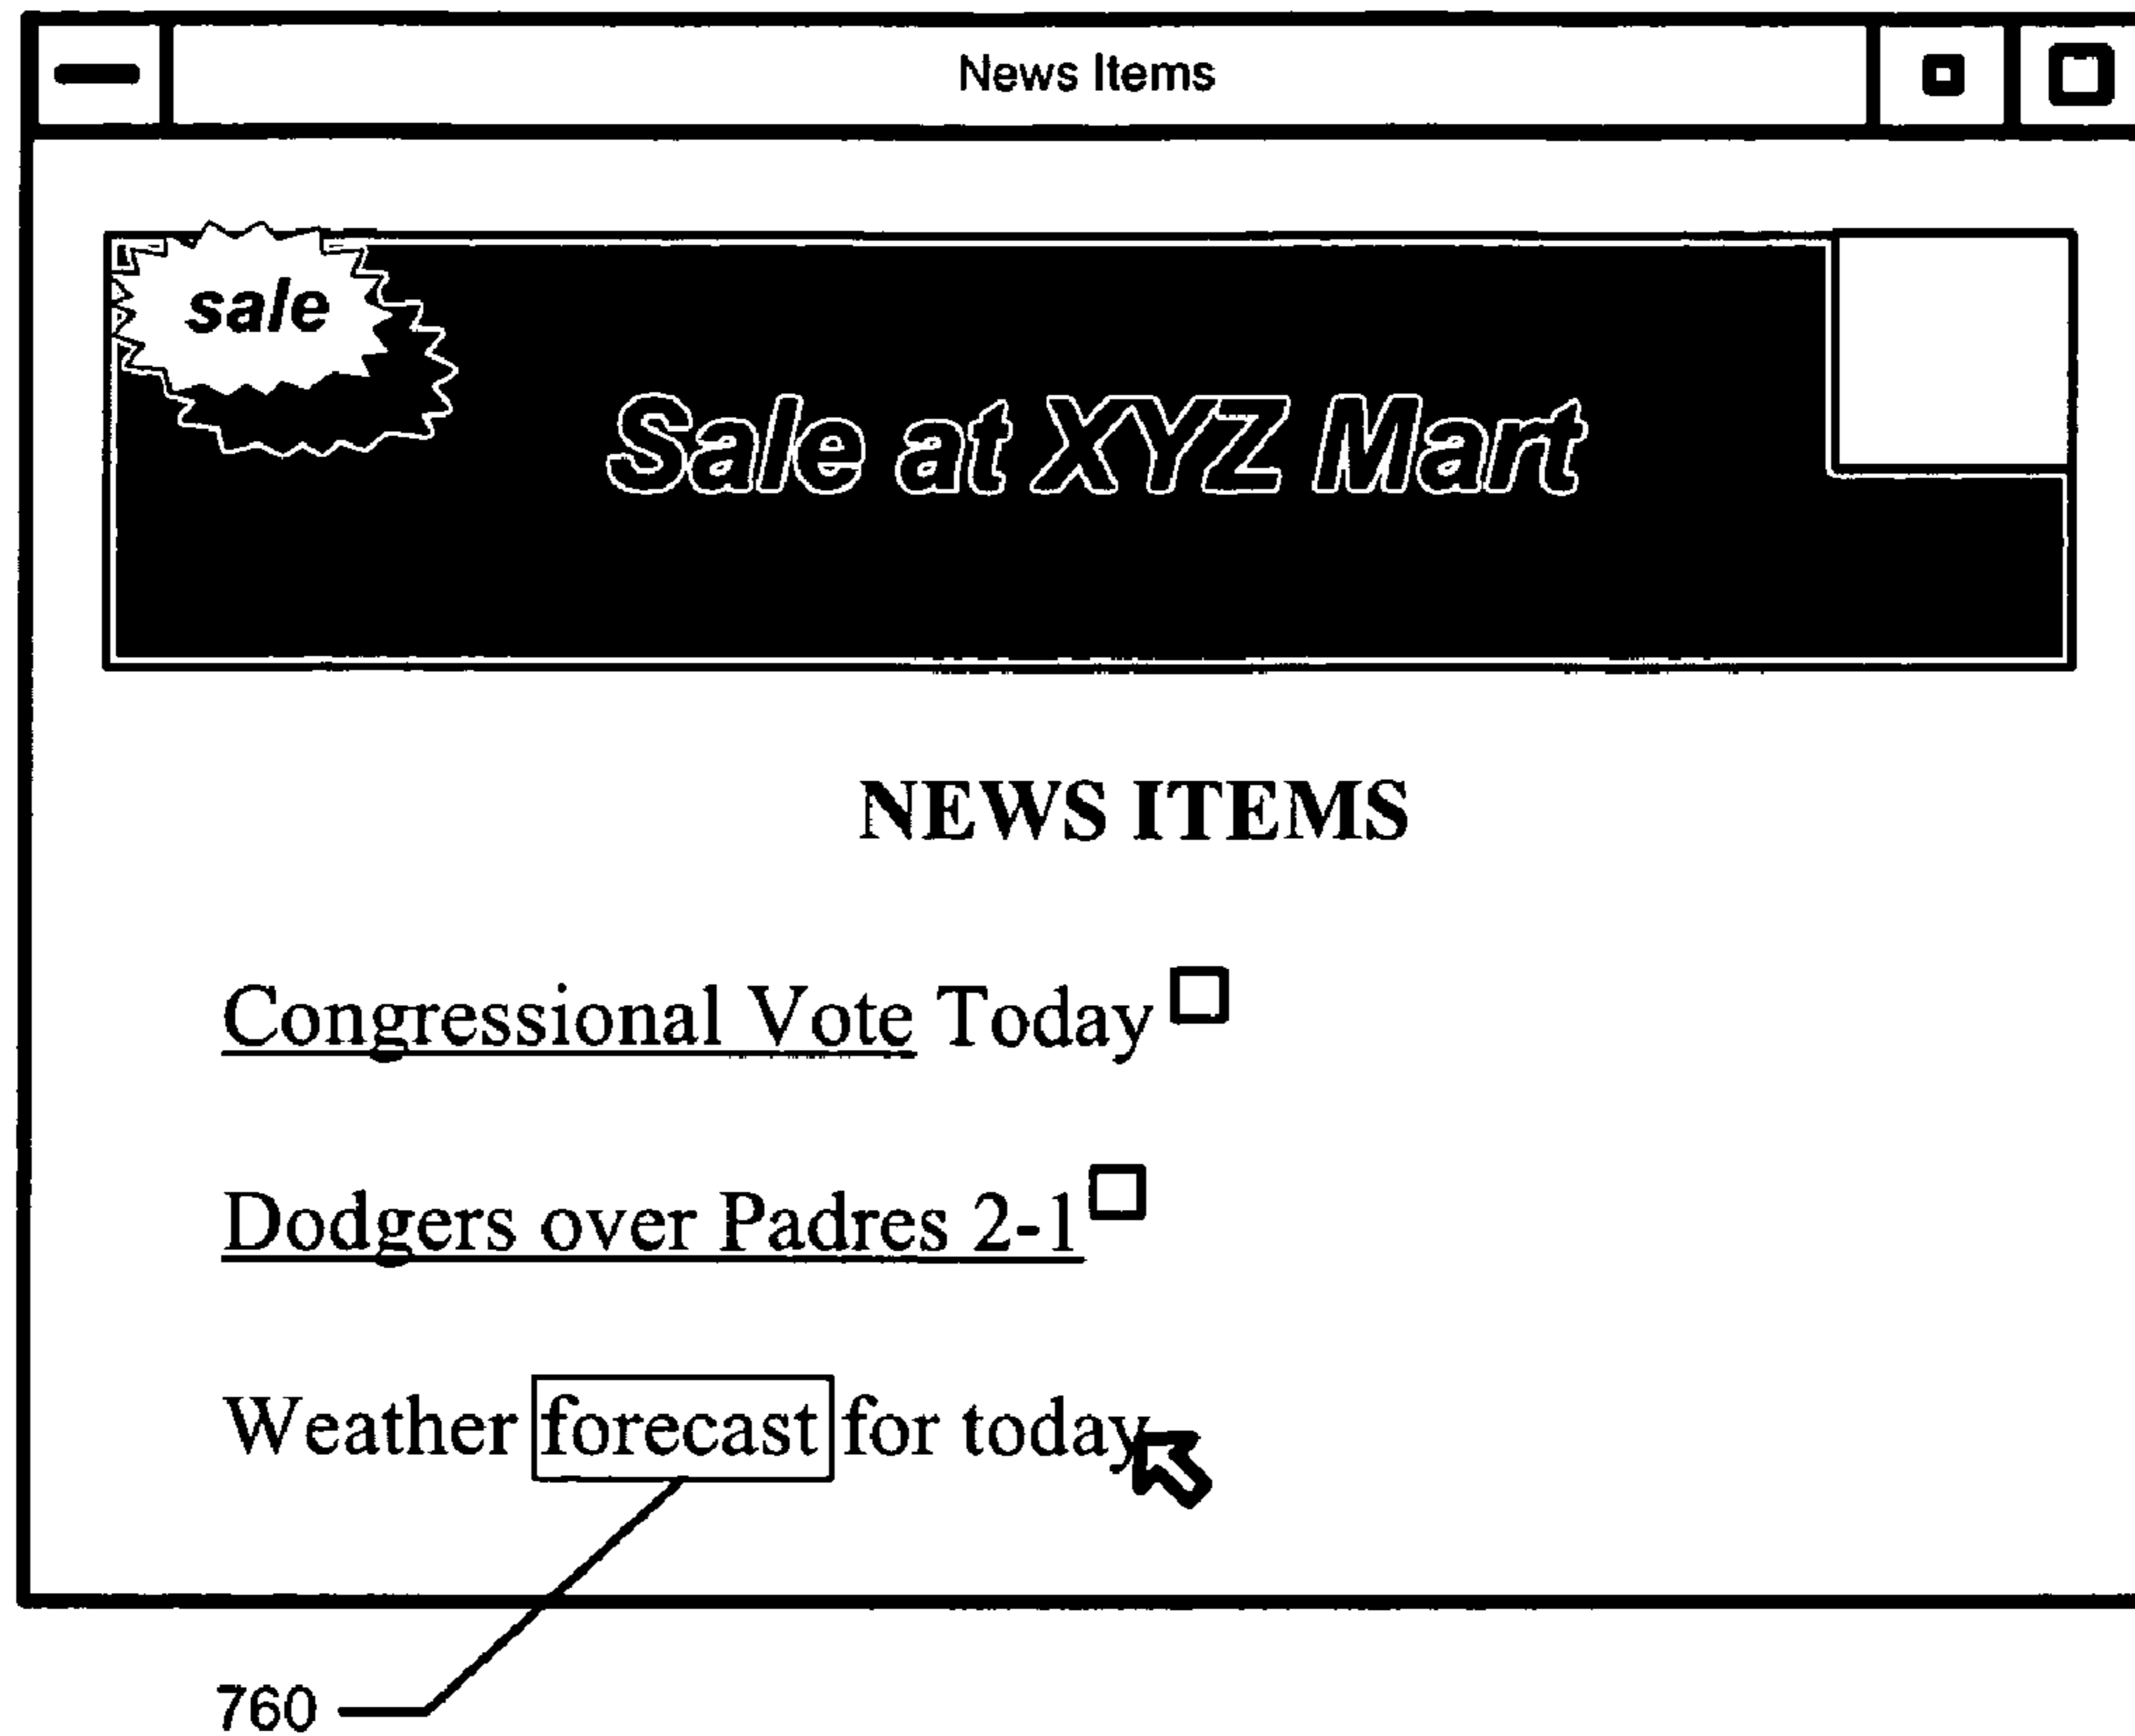 News Items
sale
Sale at XYZ Mart
NEWS ITEMS
Congressional Vote Today
Dodgers over Padres 2-1
Weather forecast for today
760